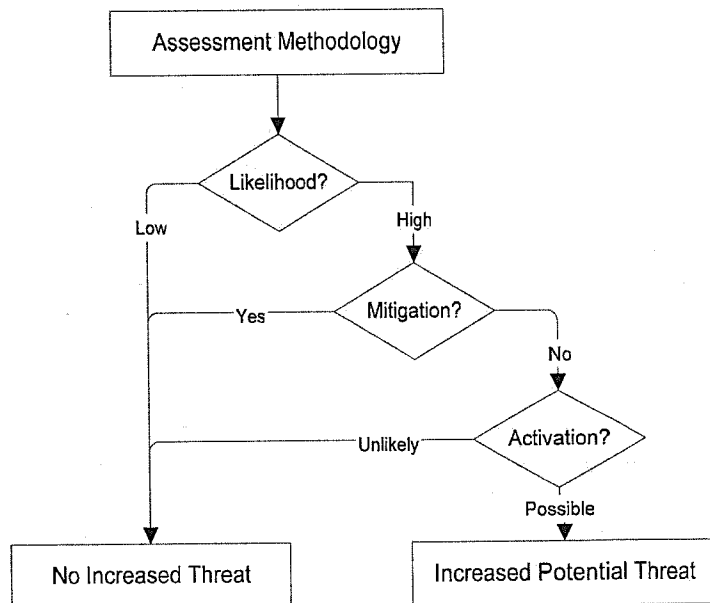 Assessment Methodology
Likelihood?
Low
High
Mitigation?
Yes
No
Activation?
Unlikely
Possible
No Increased Threat
Increased Potential Threat